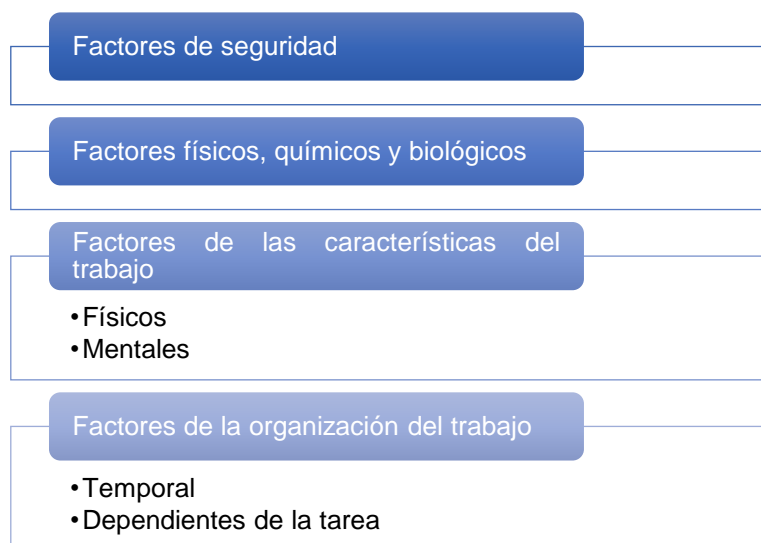 Factores de seguridad
Factores físicos, químicos y biológicos
Factores de las características del
trabajo
•Físicos
•Mentales
Factores de la organización del trabajo
•Temporal
•Dependientes de la tarea